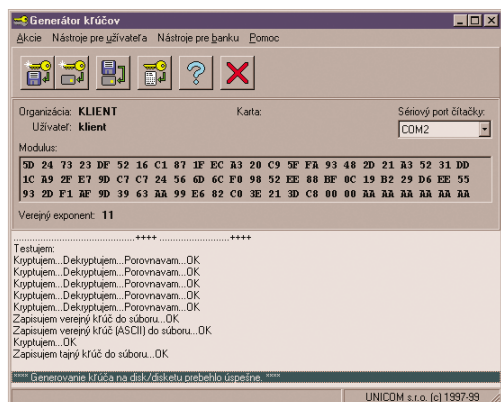 Generátor kľúčov
Akcie Nástroje pre užívateľa Nástroje pre banku Pomoc
Organizácia: KLIENT Karta: Sériový port čítačky:
Užívateľ: klient COM2
Modulus:
5D 24 73 23 DF 52 16 C1 87 1F EC A3 20 C9 5F FA 93 48 2D 21 A3 52 31 DD
1C A9 2F E7 9D C7 C7 24 56 6D 6C F0 98 52 EE 88 BF 0C 19 B2 29 D6 EE 55
93 2D F1 AF 9D 39 63 AA 99 E6 82 C0 3E 21 3D C8 00 00 AA AA AA AA AA AA
Verejný exponent: 11
.............................................++++ .........................++++
Testujem:
Kryptujem...Dekryptujem...Porovnavam...OK
Kryptujem...Dekryptujem...Porovnavam...OK
Kryptujem...Dekryptujem...Porovnavam...OK
Kryptujem...Dekryptujem...Porovnavam...OK
Kryptujem...Dekryptujem...Porovnavam...OK
Zapisujem verejný kľúč do súboru...OK
Zapisujem verejný kľúč (ASCII) do súboru...OK
Kryptujem...OK
Zapisujem tajný kľúč do súboru...OK
**** Generovanie kľúča na disk/disketu prebehlo úspešne. ****
UNICOM s.r.o. (c) 1997-99